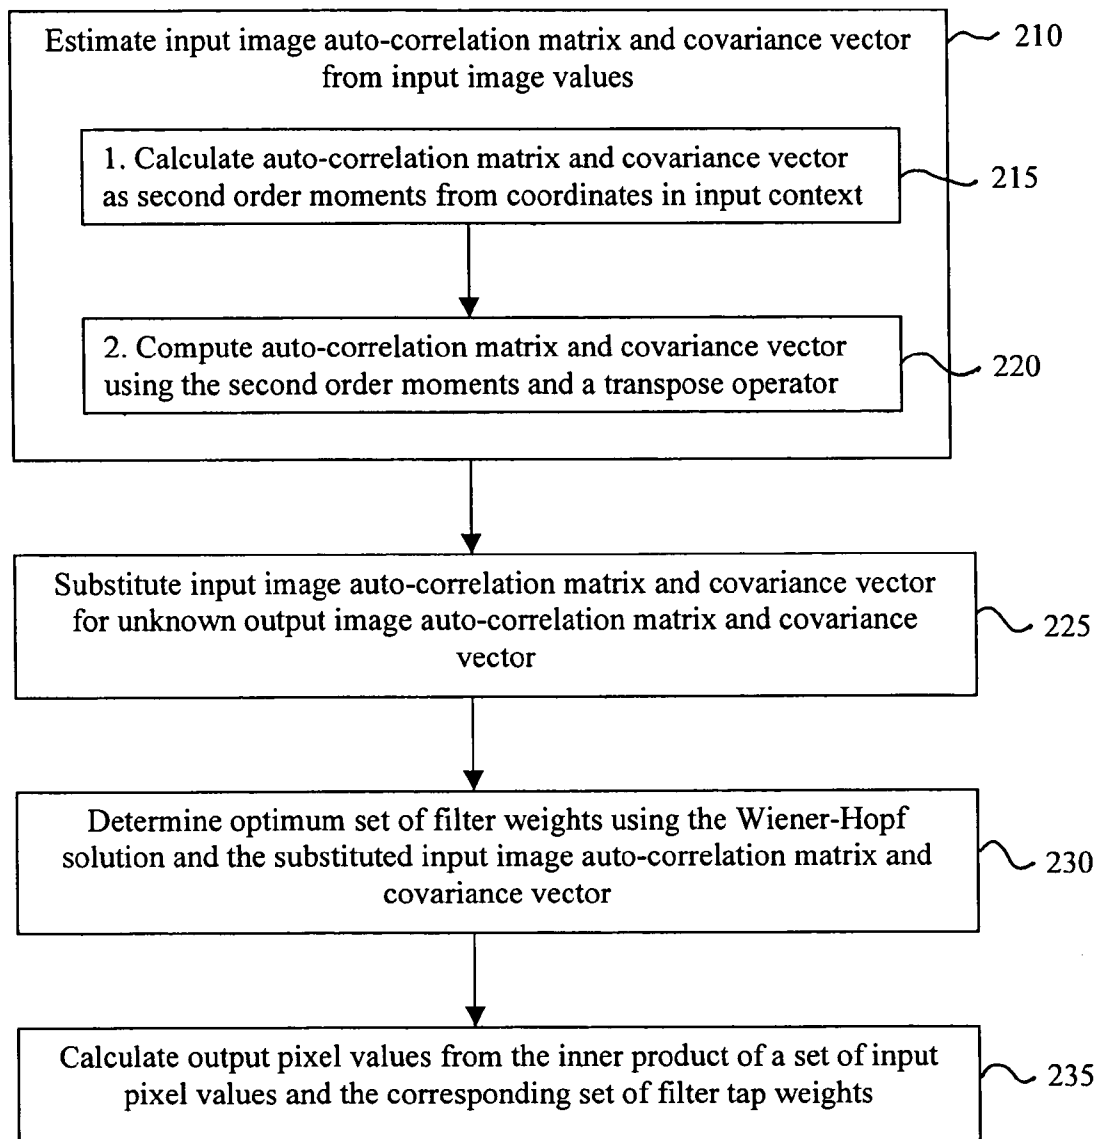 Estimate input image auto-correlation matrix and covariance vector
from input image values
210
1. Calculate auto-correlation matrix and covariance vector
as second order moments from coordinates in input context
215
2. Compute auto-correlation matrix and covariance vector
using the second order moments and a transpose operator
220
Substitute input image auto-correlation matrix and covariance vector
for unknown output image auto-correlation matrix and covariance
vector
225
Determine optimum set of filter weights using the Wiener-Hopf
solution and the substituted input image auto-correlation matrix and
covariance vector
230
Calculate output pixel values from the inner product of a set of input
pixel values and the corresponding set of filter tap weights
235